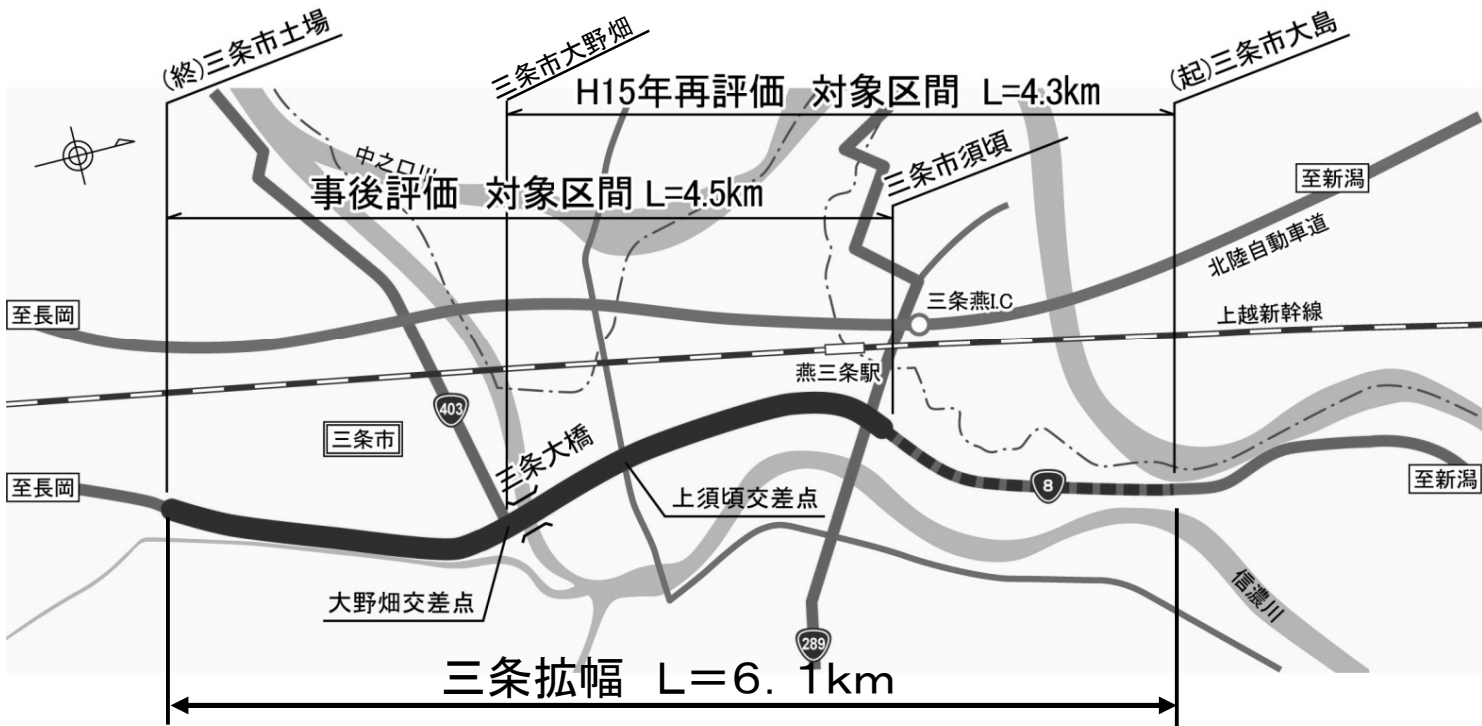 (終)三条市土場
三条市大野畑
(起)三条市大島
H15年再評価 対象区間 L=4.3km
中之口川
三条市須頃
事後評価 対象区間 L=4.5km
至新潟
北陸自動車道
三条燕I.C
至長岡
上越新幹線
燕三条駅
403
三条市
三条大橋
至長岡
8
至新潟
上須頃交差点
大野畑交差点
信濃川
289
三条拡幅 L=6.1km